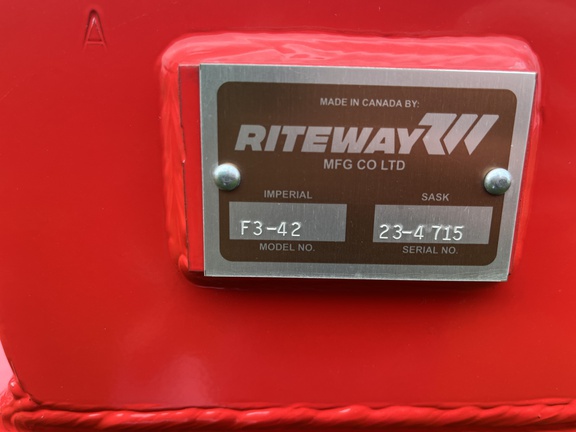 A
MADE IN CANADA BY:
RITEWAY
MFG CO LTD
IMPERIAL SASK
F3-42 23-4715
MODEL NO. SERIAL NO.